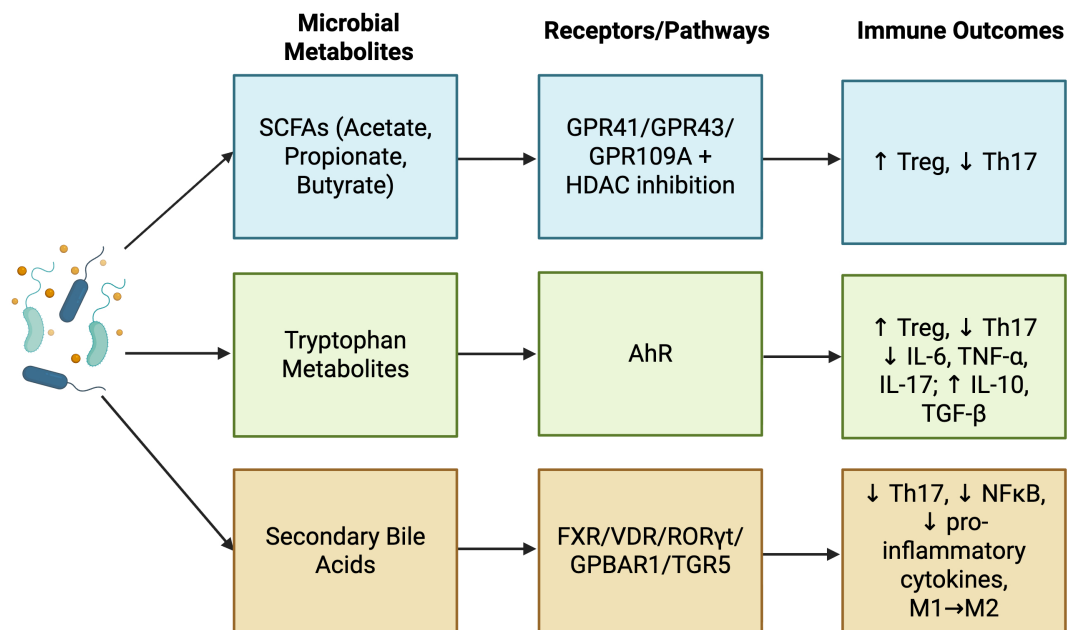 Microbial
Metabolites
Receptors/Pathways
Immune Outcomes
SCFAs (Acetate,
Propionate,
Butyrate)
GPR41/GPR43/
GPR109A +
HDAC inhibition
↑ Treg, ↓ Th17
Tryptophan
Metabolites
AhR
↑ Treg, ↓ Th17
↓ IL-6, TNF-α,
IL-17; ↑ IL-10,
TGF-β
Secondary Bile
Acids
FXR/VDR/RORγt/
GPBAR1/TGR5
↓ Th17, ↓ NFκB,
↓ pro-
inflammatory
cytokines,
M1→M2